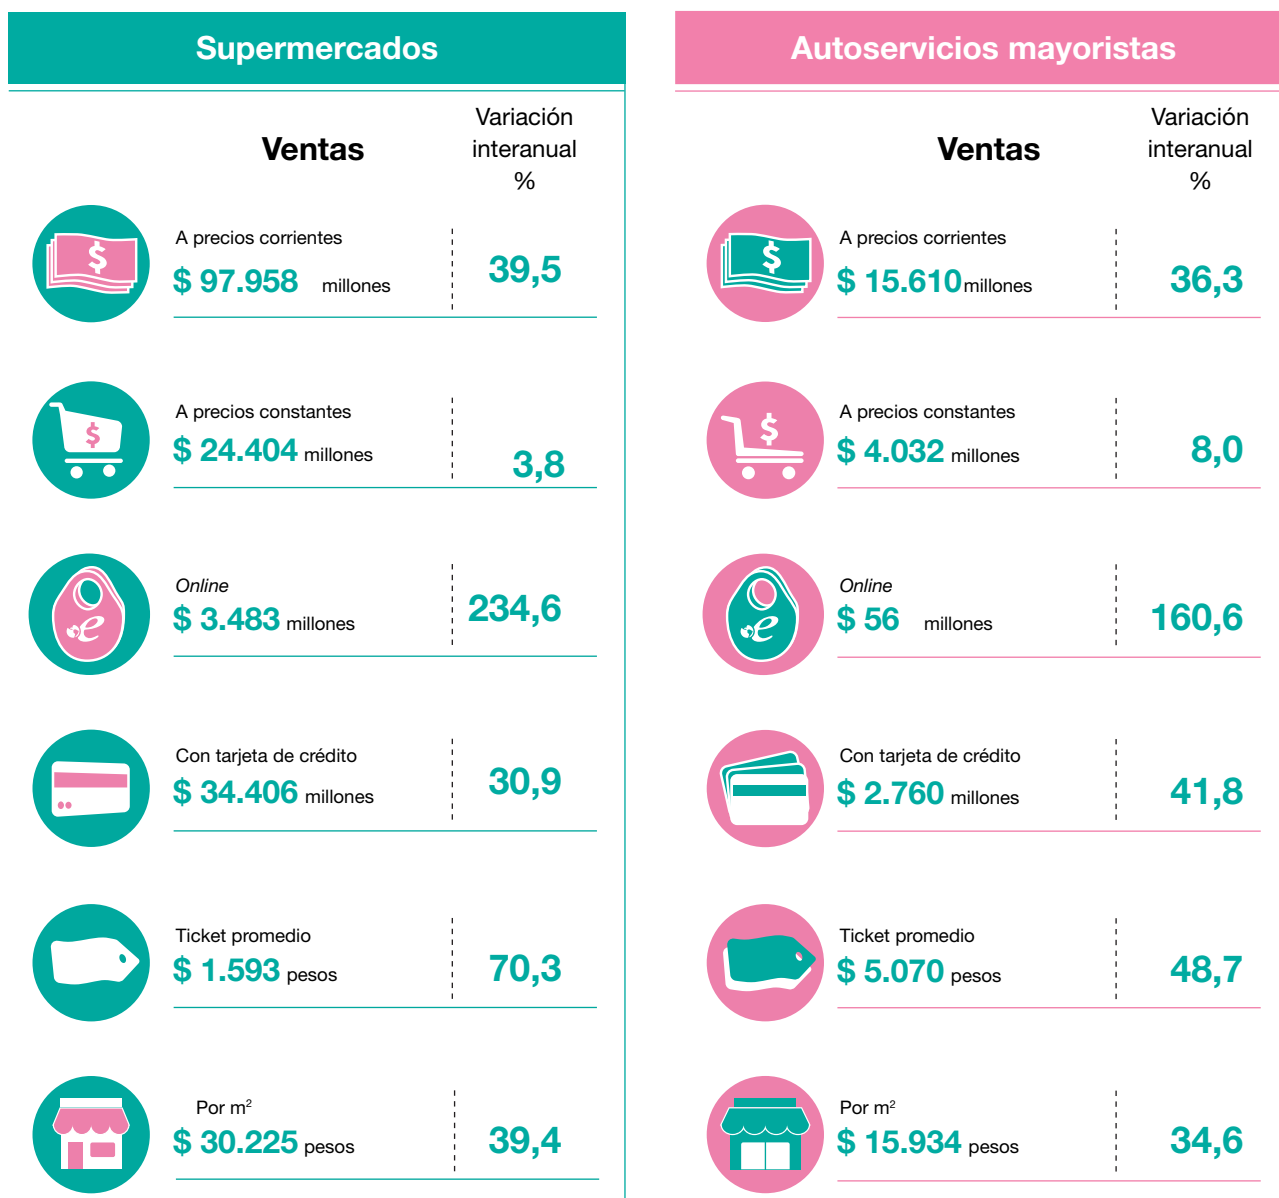 Supermercados
Ventas
Variación
interanual
%
A precios corrientes
$ 97.958 millones
39,5
A precios constantes
$ 24.404 millones
3,8
Online
$ 3.483 millones
234,6
Con tarjeta de crédito
$ 34.406 millones
30,9
Ticket promedio
$ 1.593 pesos
70,3
Por m²
$ 30.225 pesos
39,4
Autoservicios mayoristas
Ventas
Variación
interanual
%
A precios corrientes
$ 15.610 millones
36,3
A precios constantes
$ 4.032 millones
8,0
Online
$ 56 millones
160,6
Con tarjeta de crédito
$ 2.760 millones
41,8
Ticket promedio
$ 5.070 pesos
48,7
Por m²
$ 15.934 pesos
34,6